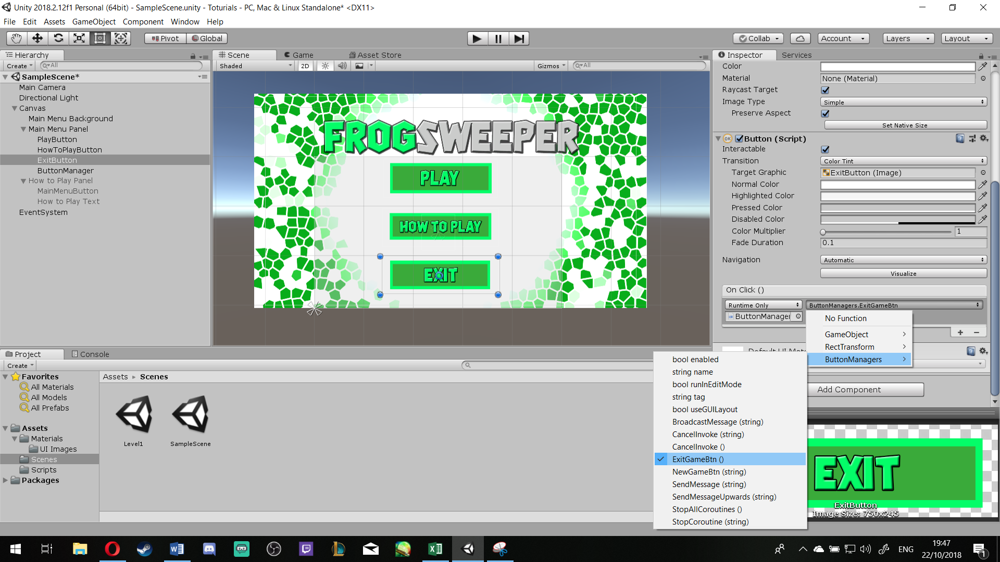 Unity 2018.2.12f1 Personal (64bit) - SampleScene.unity - Toturials - PC, Mac & Linux Standalone* <DX11>
File Edit Assets GameObject Component Window Help
Pivot Global Collab Account Layers Layout
Hierarchy
Create All
SampleScene*
Main Camera
Directional Light
Canvas
Main Menu Background
Main Menu Panel
PlayButton
HowToPlayButton
ExitButton
ButtonManager
How to Play Panel
MainMenuButton
How to Play Text
EventSystem
Scene Game Asset Store
Shaded 2D Gizmos All
FROGSWEEPER
PLAY
HOW TO PLAY
EXIT
Inspector Services
Color
Material None (Material)
Raycast Target
Image Type Simple
Preserve Aspect
Set Native Size
OK Button (Script)
Interactable
Transition Color Tint
Target Graphic ExitButton (Image)
Normal Color
Highlighted Color
Pressed Color
Disabled Color
Color Multiplier 1
Fade Duration 0.1
Navigation Automatic
Visualize
On Click ()
Runtime Only ButtonManagers.ExitGameBtn
ButtonManager
No Function
GameObject
RectTransform
ButtonManagers
bool enabled
string name
bool runInEditMode
string tag
bool useGUILayout
BroadcastMessage (string)
CancelInvoke (string)
CancelInvoke ()
ExitGameBtn ()
NewGameBtn (string)
SendMessage (string)
SendMessageUpwards (string)
StopAllCoroutines ()
StopCoroutine (string)
Add Component
EXIT
ExitButton
Image Size: 750x245
Project Console
Create
Favorites
All Materials
All Models
All Prefabs
Assets
Materials
UI Images
Scenes
Scripts
Packages
Assets Scenes
Level1 SampleScene
ENG
19:47
22/10/2018
1